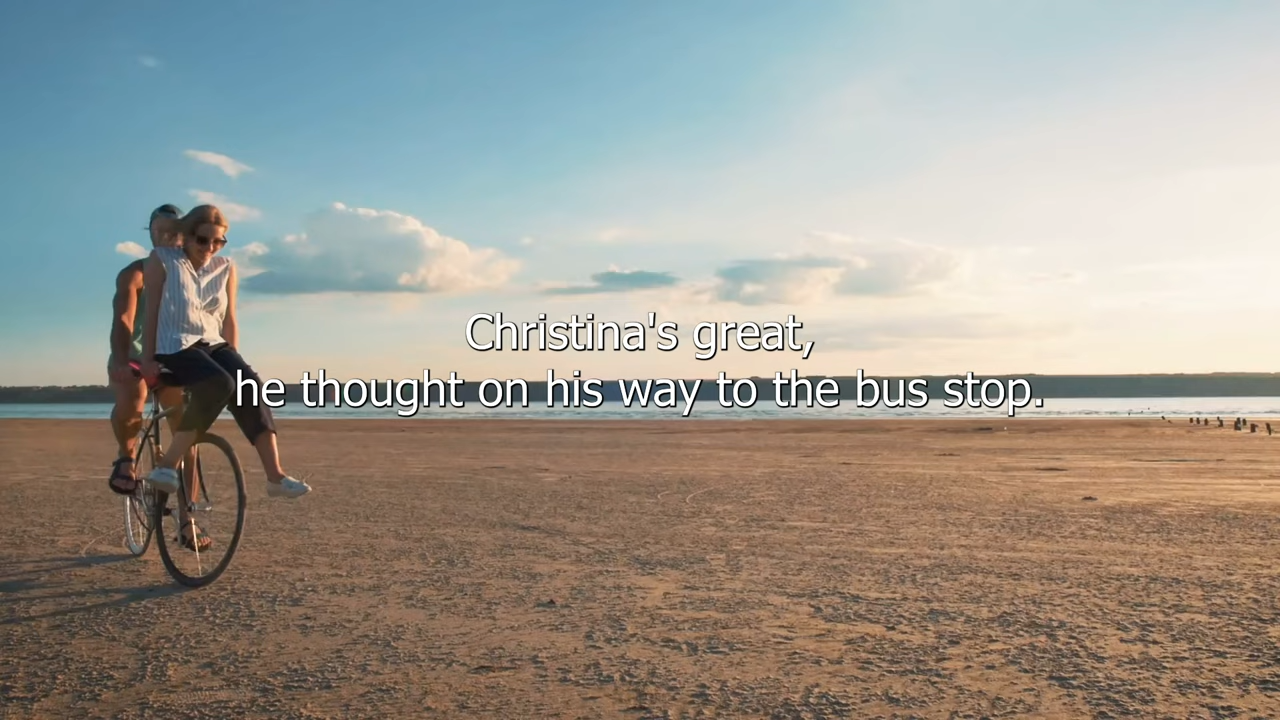 Christina's great,
he thought on his way to the bus stop.